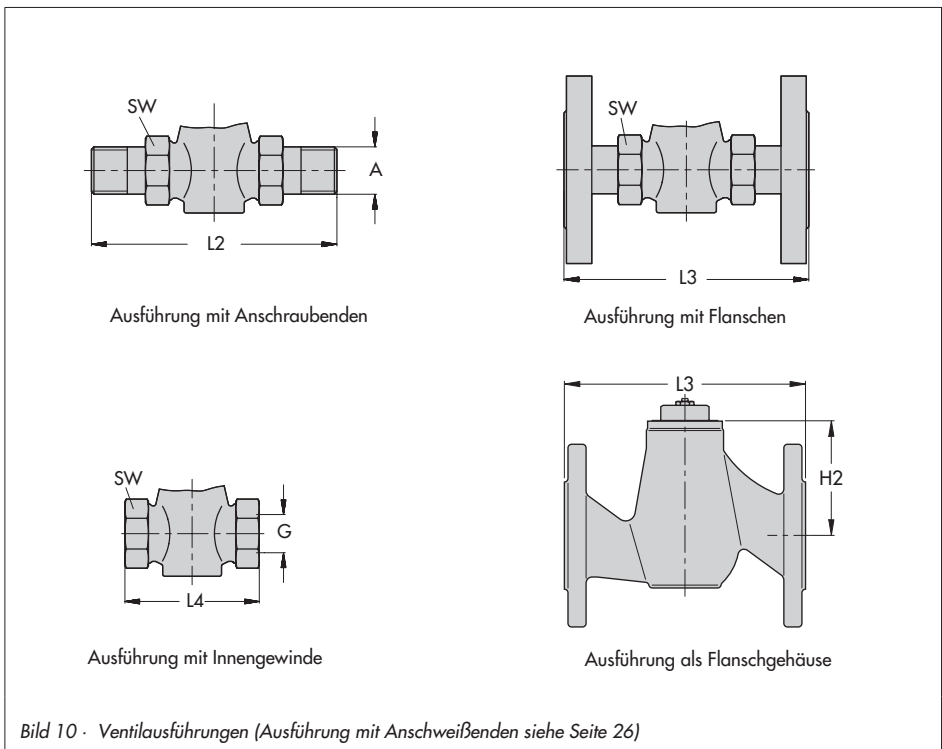 SW
A
L2
Ausführung mit Anschraubenden
SW
L3
Ausführung mit Flanschen
SW
G
L4
Ausführung mit Innengewinde
L3
H2
Ausführung als Flanschgehäuse
Bild 10 · Ventilausführungen (Ausführung mit Anschweißenden siehe Seite 26)